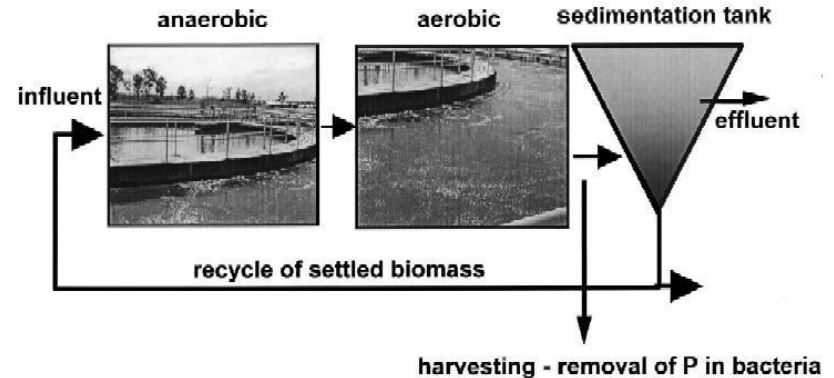 anaerobic
aerobic
sedimentation tank
influent
effluent
recycle of settled biomass
harvesting - removal of P in bacteria